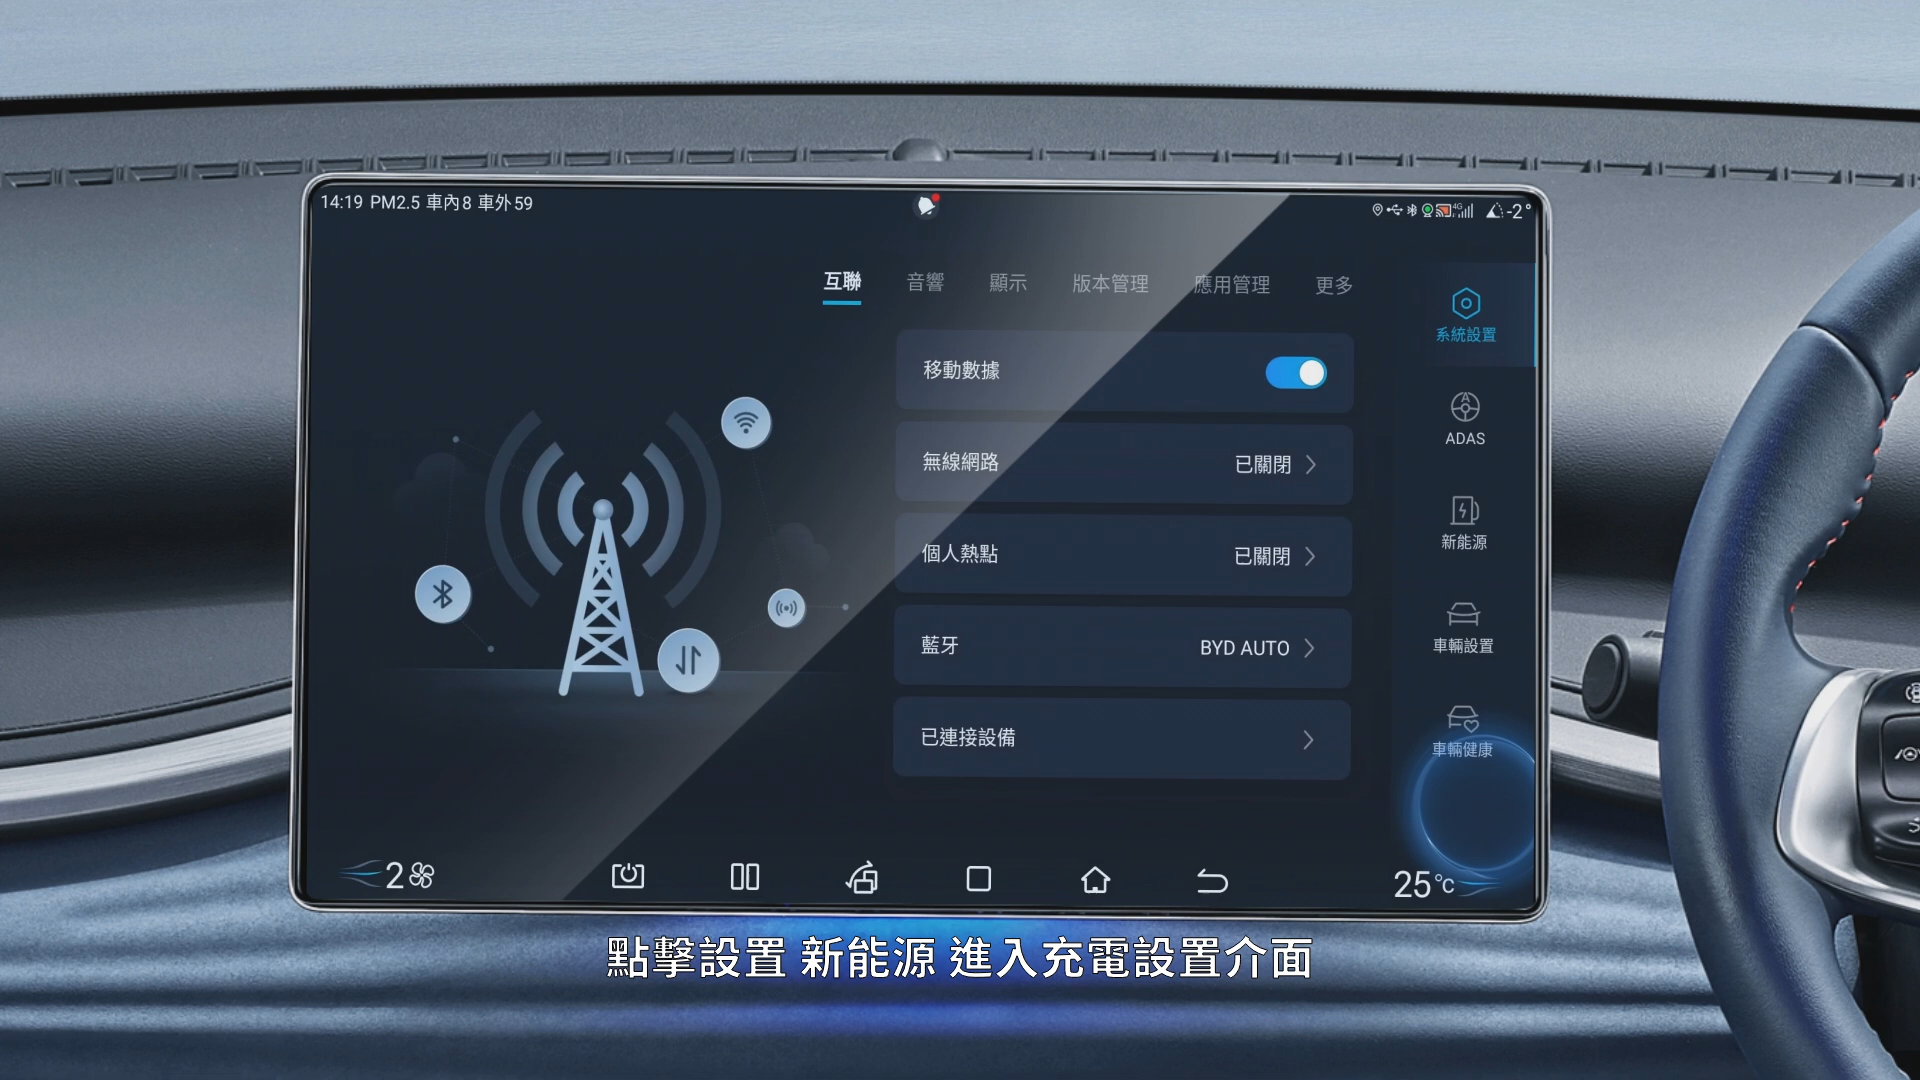 14:19 PM2.5 車內8 車外59
4G
-2°
互聯 音響 顯示 版本管理 應用管理 更多
移動數據
無線網路 已關閉
個人熱點 已關閉
藍牙 BYD AUTO
已連接設備
系統設置
ADAS
新能源
車輛設置
車輛健康
2
25℃
點擊設置 新能源 進入充電設置介面